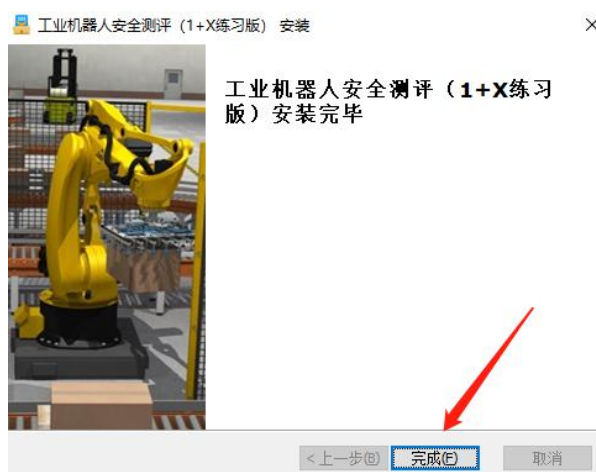 工业机器人安全测评（1+X练习版） 安装
工业机器人安全测评（1+X练习
版）安装完毕
<上一步(B) 完成(F) 取消